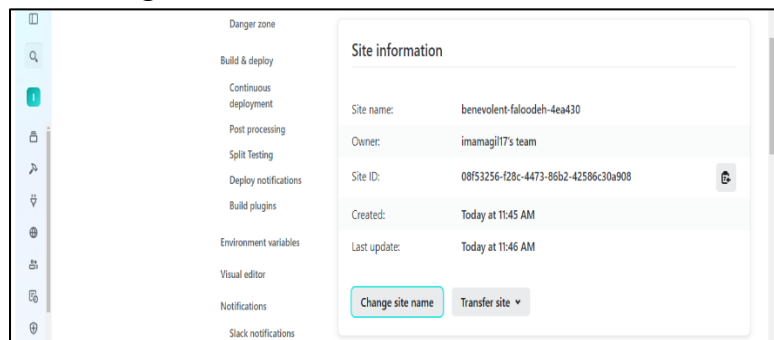 Danger zone
Build & deploy
Continuous
deployment
Post processing
Split Testing
Deploy notifications
Build plugins
Environment variables
Visual editor
Notifications
Slack notifications
Site information
Site name: benevolent-faloodeh-4ea430
Owner: imamagil17's team
Site ID: 08f53256-f28c-4473-86b2-42586c30a908
Created: Today at 11:45 AM
Last update: Today at 11:46 AM
Change site name Transfer site